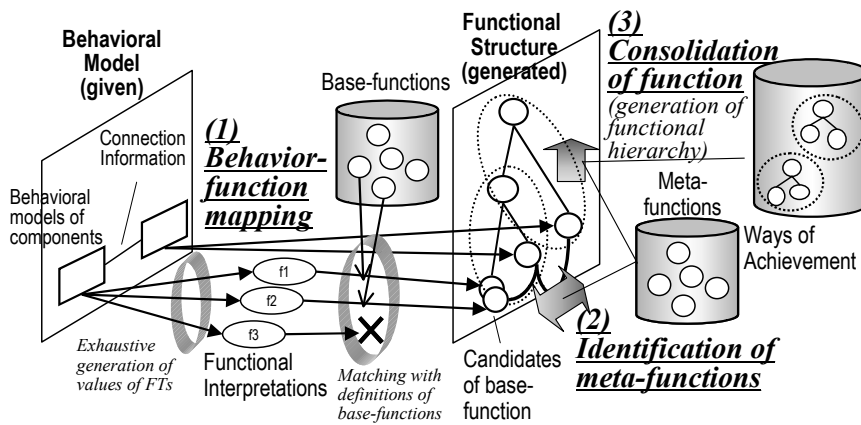 Behavioral
Model
(given)
Connection
Information
Behavioral
models of
components
(1)
Behavior-
function
mapping
Base-functions
f1
f2
f3
Exhaustive
generation of
values of FTs
Functional
Interpretations
Matching with
definitions of
base-functions
Functional
Structure
(generated)
Candidates
of base-
function
(2)
Identification of
meta-functions
Meta-
functions
(3)
Consolidation
of function
(generation of
functional
hierarchy)
Ways of
Achievement